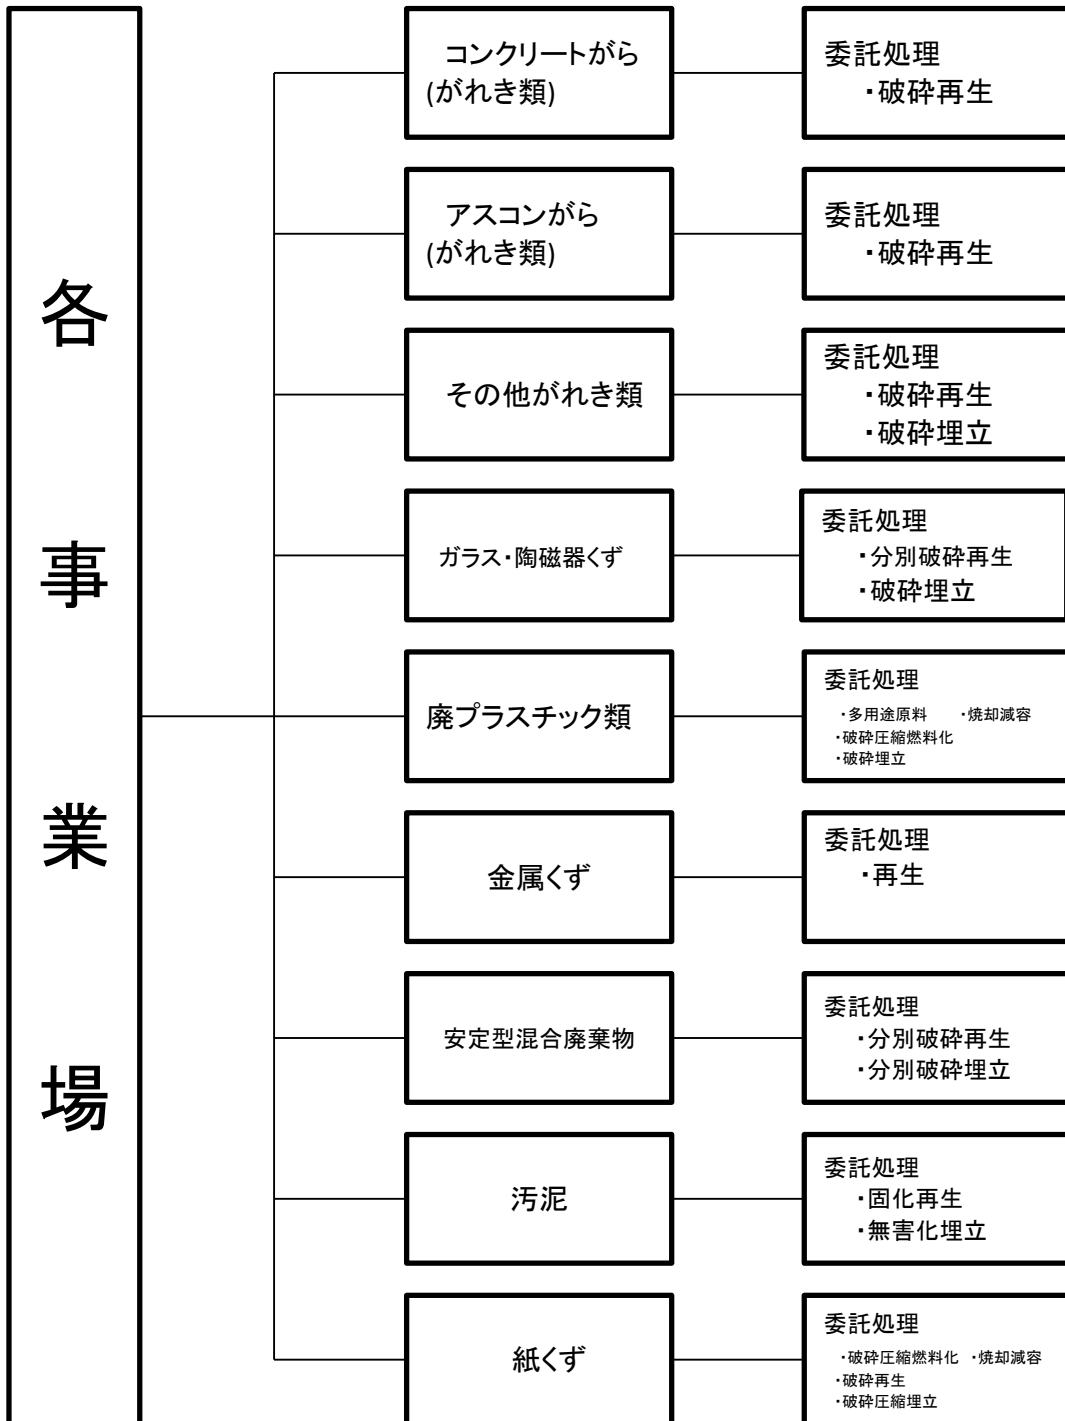 各事業場
コンクリートがら
(がれき類)
委託処理
・破砕再生
アスコンがら
(がれき類)
委託処理
・破砕再生
その他がれき類
委託処理
・破砕再生
・破砕埋立
ガラス・陶磁器くず
委託処理
・分別破砕再生
・破砕埋立
廃プラスチック類
委託処理
・多用途原料 ・焼却減容
・破砕圧縮燃料化
・破砕埋立
金属くず
委託処理
・再生
安定型混合廃棄物
委託処理
・分別破砕再生
・分別破砕埋立
汚泥
委託処理
・固化再生
・無害化埋立
紙くず
委託処理
・破砕圧縮燃料化 ・焼却減容
・破砕再生
・破砕圧縮埋立